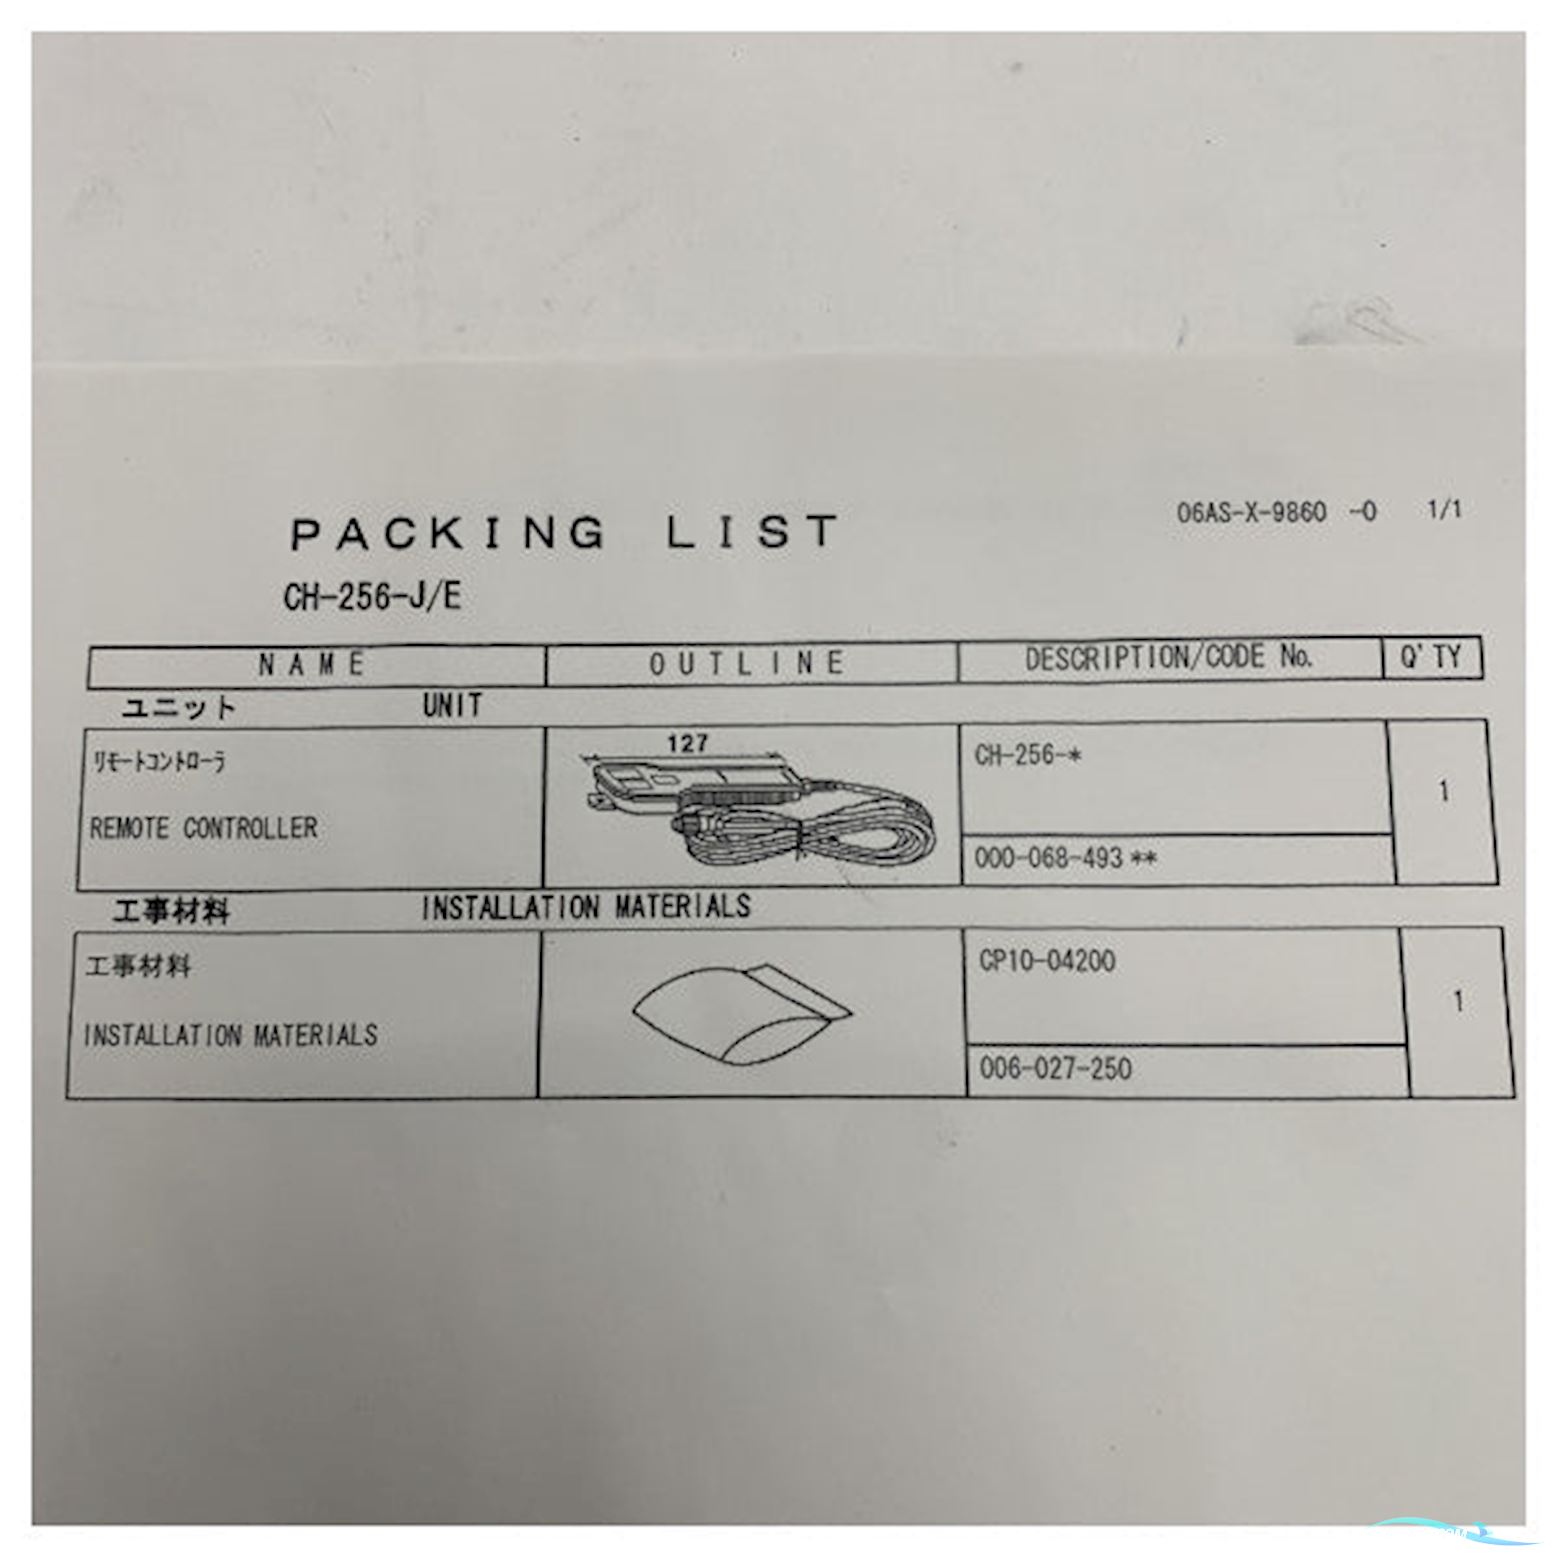 PACKING LIST
06AS-X-9860 -0 1/1
CH-256-J/E
NAME OUTLINE DESCRIPTION/CODE No. Q'TY
ユニット UNIT
ﾘﾓｰﾄｺﾝﾄﾛｰﾗ
REMOTE CONTROLLER
127
CH-256-*
000-068-493 **
1
工事材料 INSTALLATION MATERIALS
工事材料
INSTALLATION MATERIALS
CP10-04200
006-027-250
1